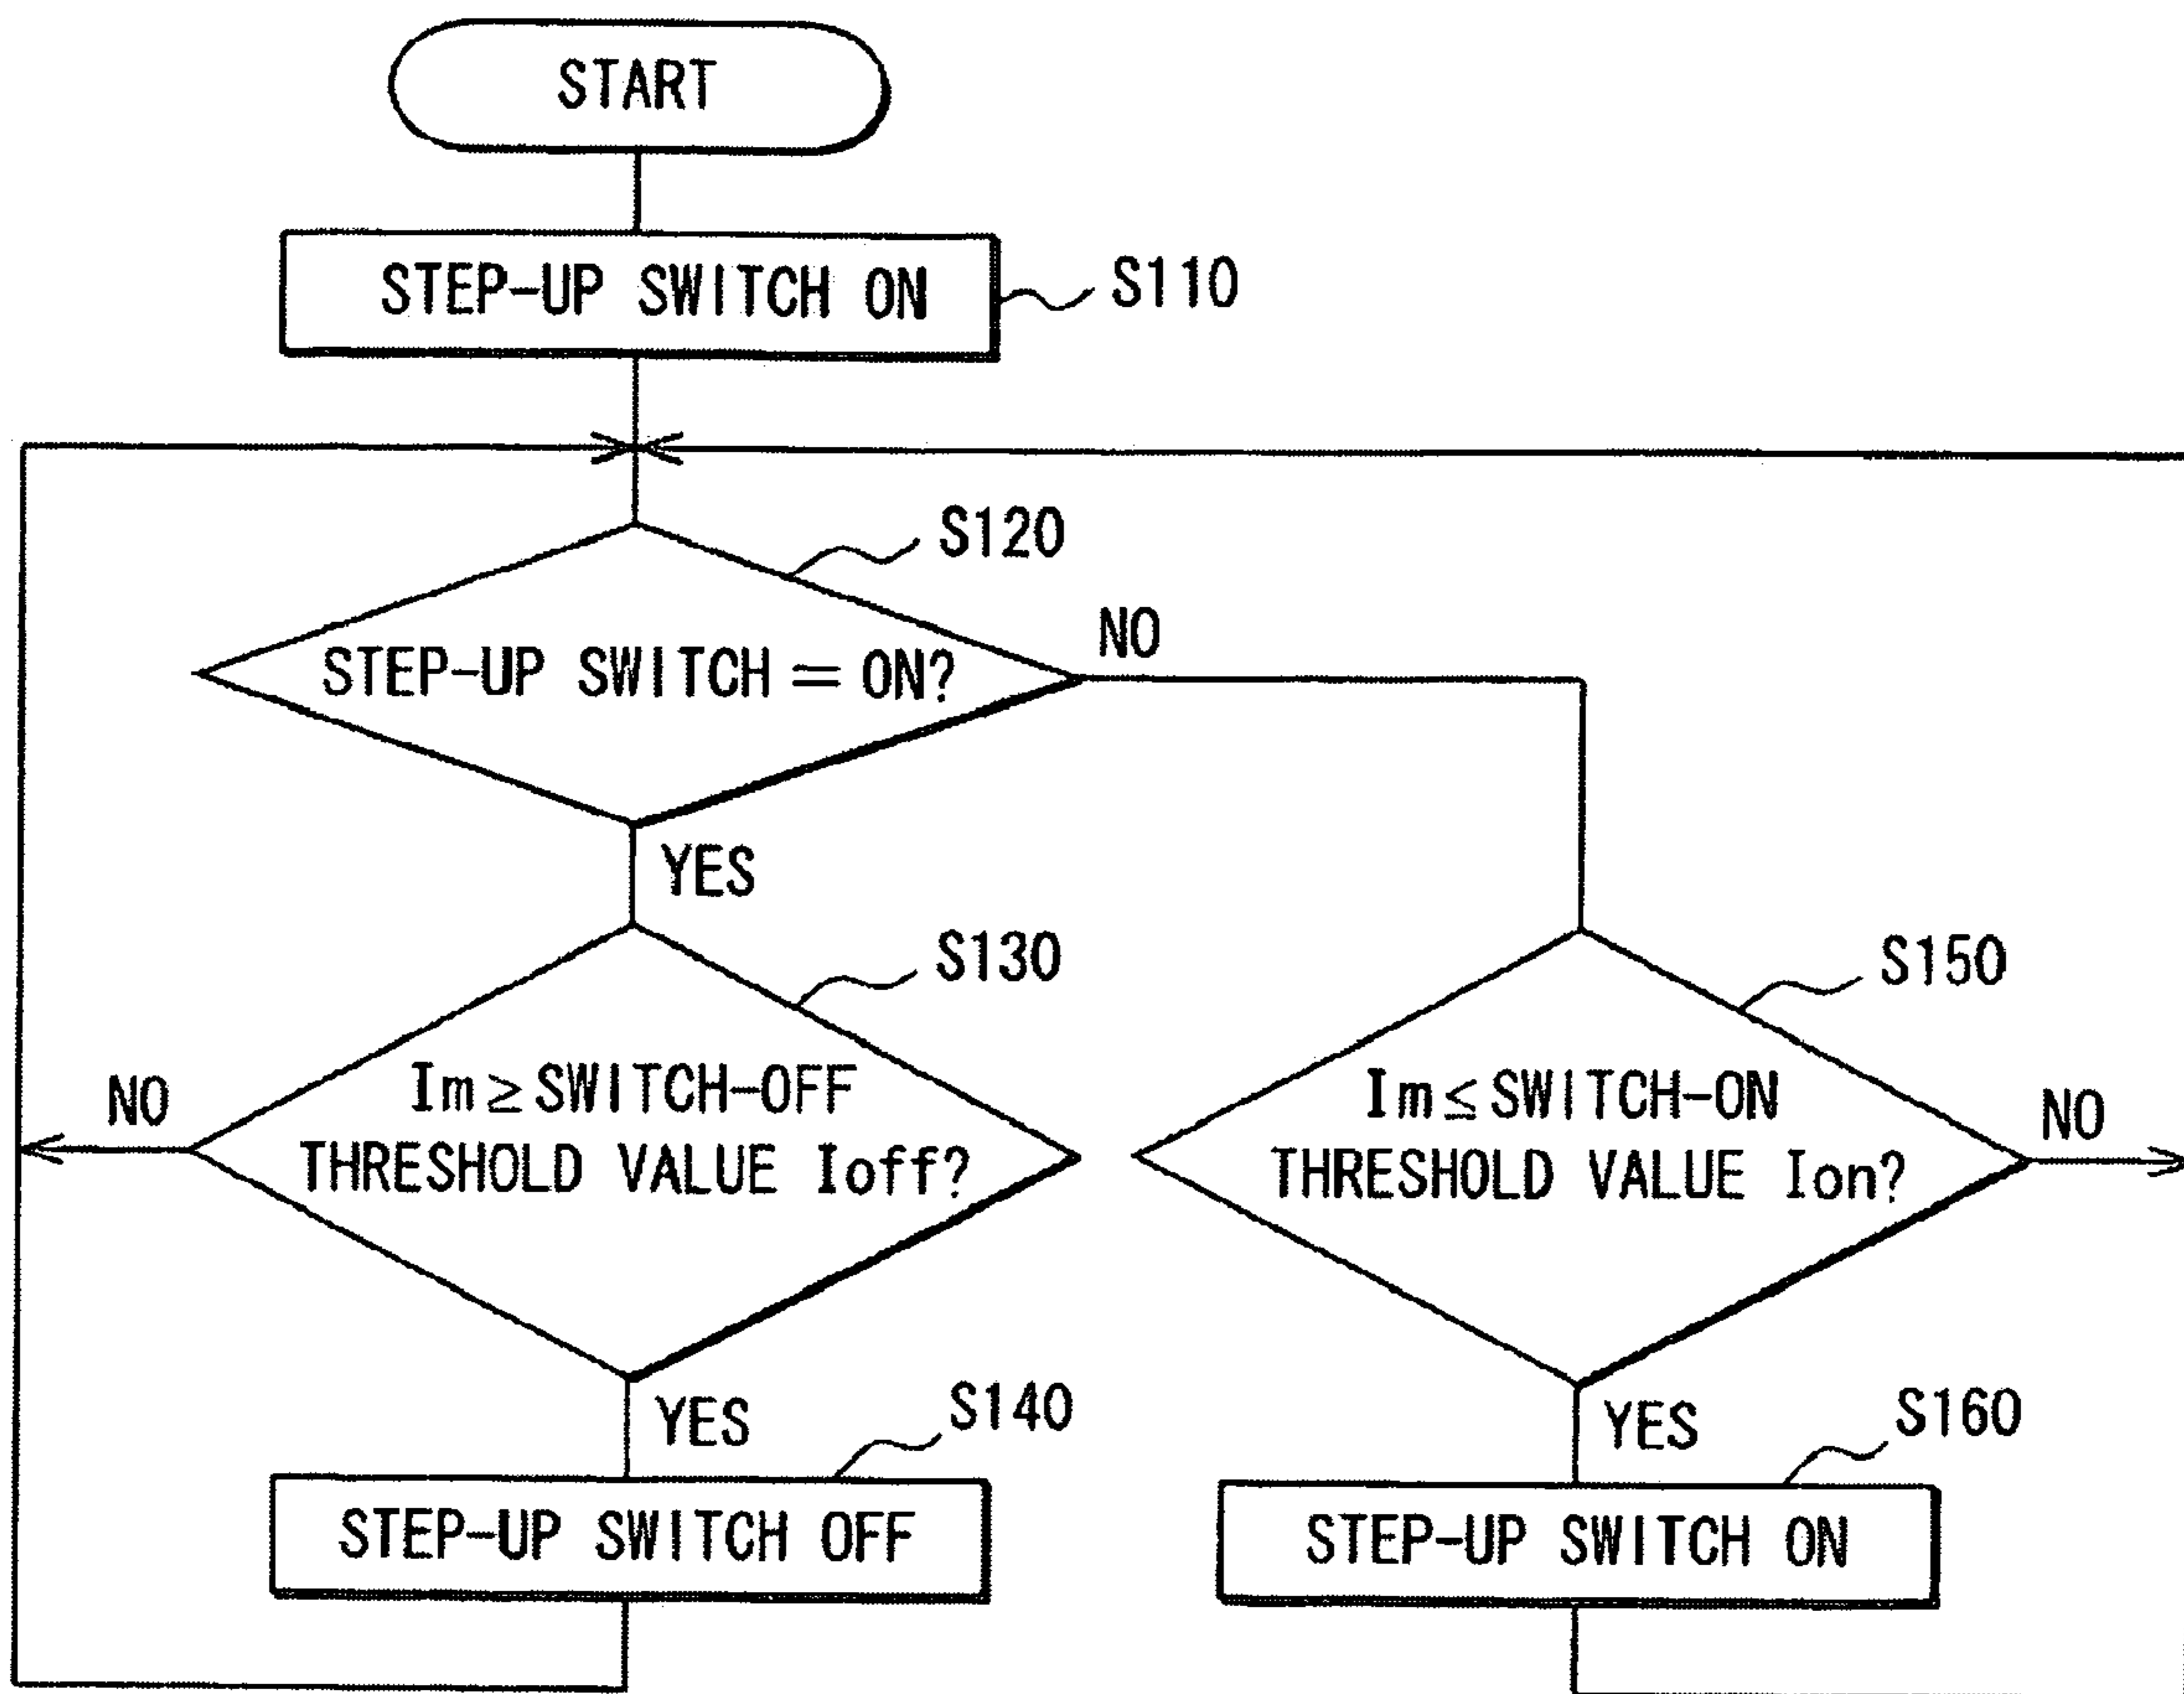 START
STEP-UP SWITCH ON
S110
S120
STEP-UP SWITCH = ON?
NO
YES
S130
Im ≥ SWITCH-OFF
THRESHOLD VALUE Ioff?
NO
S150
Im ≤ SWITCH-ON
THRESHOLD VALUE Ion?
NO
YES
S140
STEP-UP SWITCH OFF
YES
S160
STEP-UP SWITCH ON